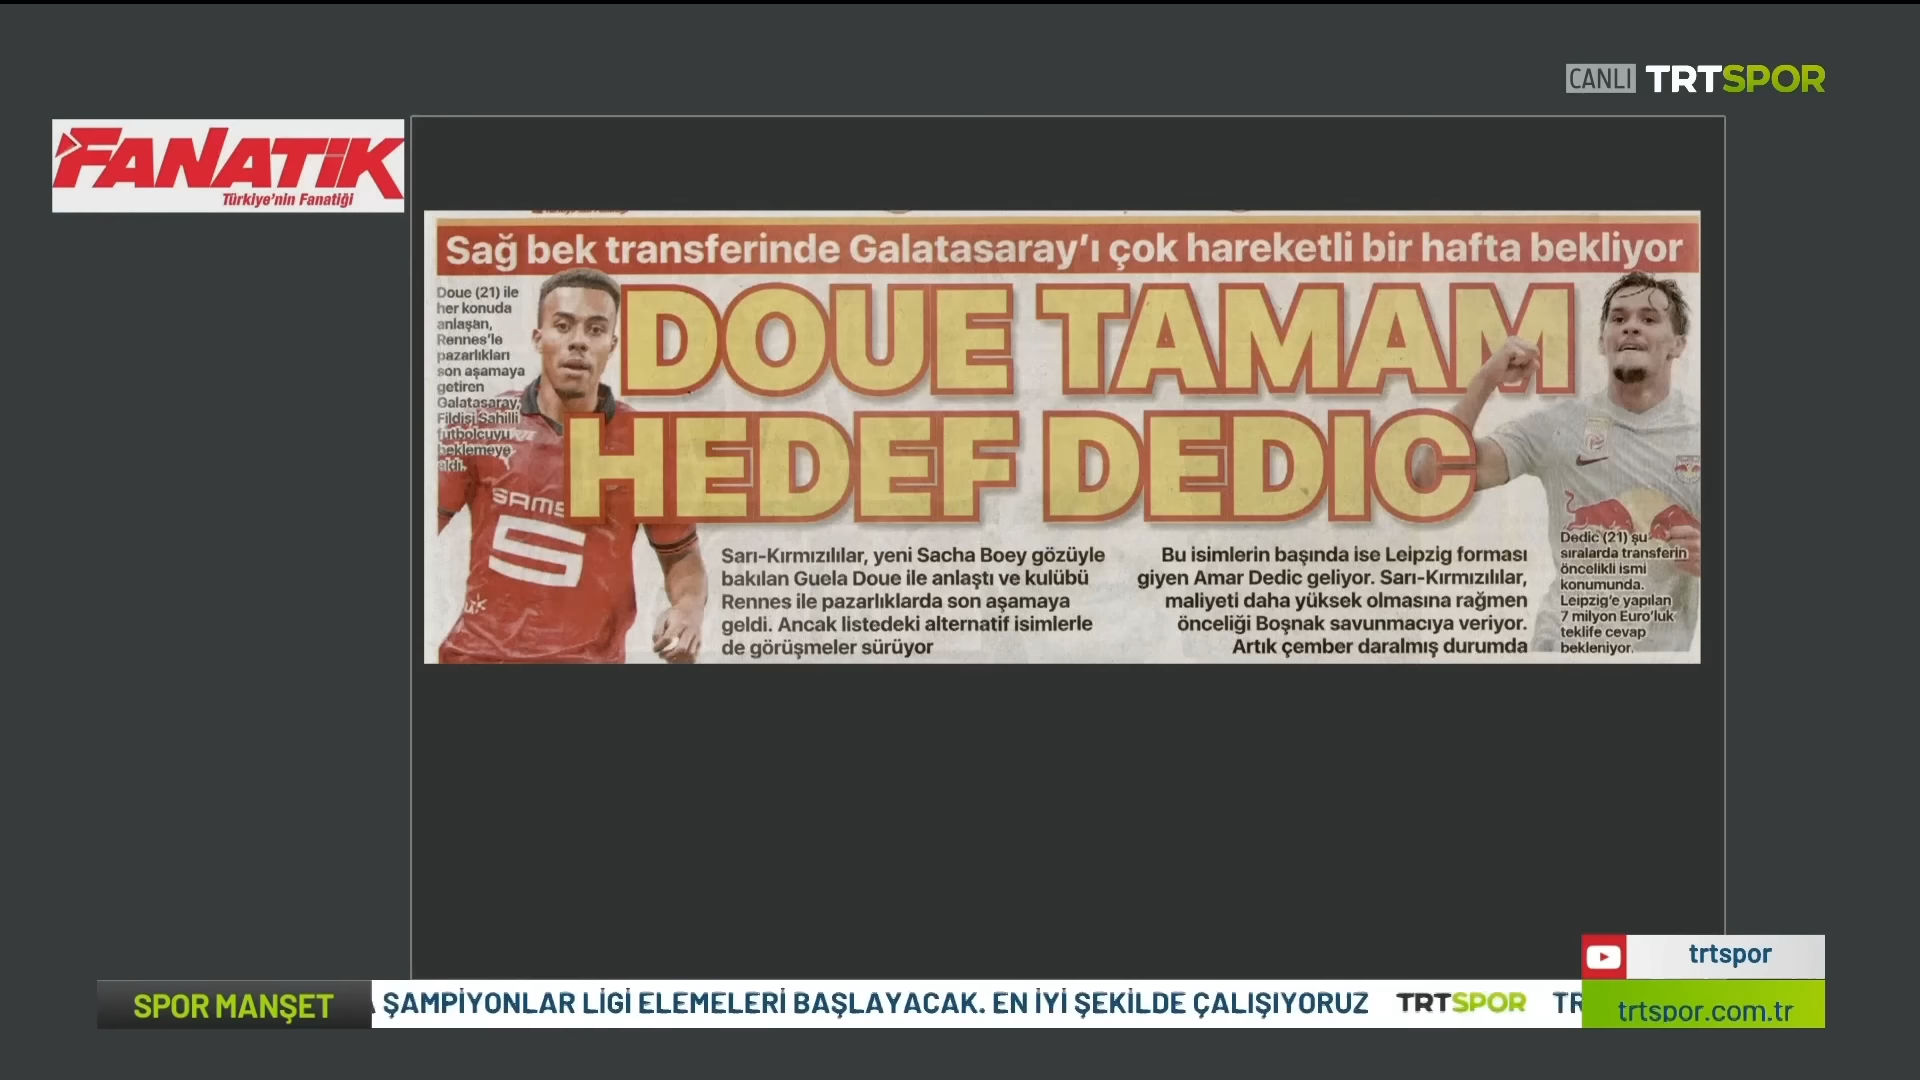 CANLI TRTSPOR
FANATiK
Türkiye'nin Fanatiği
Sağ bek transferinde Galatasaray'ı çok hareketli bir hafta bekliyor
DOUE TAMAM
HEDEF DEDIC
Doue (21) ile
her konuda
anlaşan,
Rennes'le
pazarlıkları
son aşamaya
getiren
Galatasaray,
Fildişi Sahilli
futbolcuyu
beklemeye
aldı.
SAMS
S
Sarı-Kırmızılılar, yeni Sacha Boey gözüyle
bakılan Guela Doue ile anlaştı ve kulübü
Rennes ile pazarlıklarda son aşamaya
geldi. Ancak listedeki alternatif isimlerle
de görüşmeler sürüyor
Bu isimlerin başında ise Leipzig forması
giyen Amar Dedic geliyor. Sarı-Kırmızılılar,
maliyeti daha yüksek olmasına rağmen
önceliği Boşnak savunmacıya veriyor.
Artık çember daralmış durumda
Dedic (21) şu
sıralarda transferin
öncelikli ismi
konumunda.
Leipzig'e yapılan
7 milyon Euro'luk
teklife cevap
bekleniyor.
trtspor
SPOR MANŞET
ŞAMPİYONLAR LİGİ ELEMELERİ BAŞLAYACAK. EN İYİ ŞEKİLDE ÇALIŞIYORUZ TRTSPOR TR
trtspor.com.tr